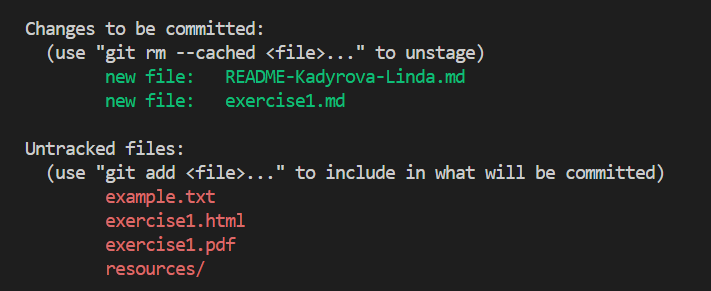 Changes to be committed:
(use "git rm --cached <file>..." to unstage)
new file: README-Kadyrova-Linda.md
new file: exercise1.md
Untracked files:
(use "git add <file>..." to include in what will be committed)
example.txt
exercise1.html
exercise1.pdf
resources/